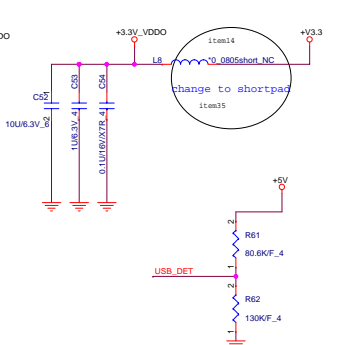 DO
+3.3V_VDDO
item14
+V3.3
L8
*0_0805short_NC
change to shortpad
item35
C52
1
2
10U/6.3V_6
C53
1U/6.3V_4
C54
0.1U/16V/X7R_4
+5V
2
R61
80.6K/F_4
1
USB_DET
2
R62
130K/F_4
1